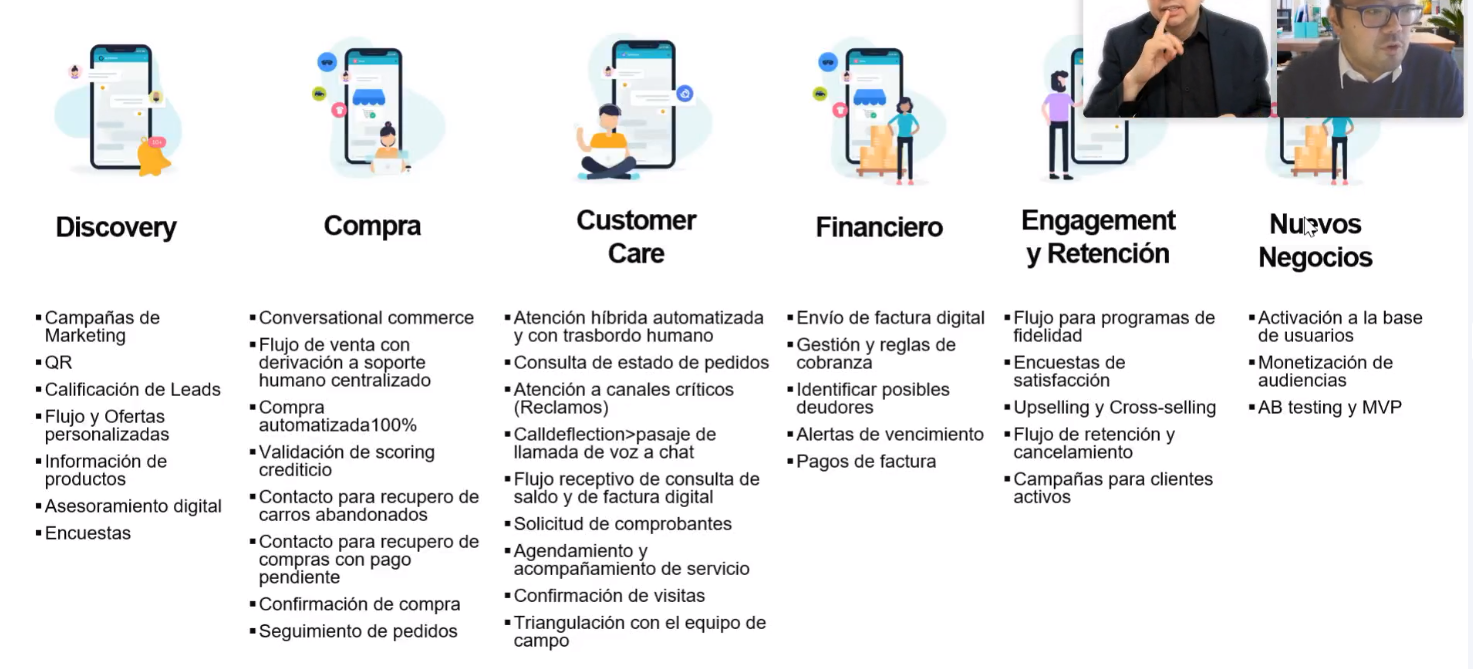 Discovery
▪Campañas de
Marketing
▪QR
▪Calificación de Leads
▪Flujo y Ofertas
personalizadas
▪Información de
productos
▪Asesoramiento digital
▪Encuestas
Compra
▪Conversational commerce
▪Flujo de venta con
derivación a soporte
humano centralizado
▪Compra
automatizada100%
▪Validación de scoring
crediticio
▪Contacto para recupero de
carros abandonados
▪Contacto para recupero de
compras con pago
pendiente
▪Confirmación de compra
▪Seguimiento de pedidos
Customer
Care
▪Atención híbrida automatizada
y con trasbordo humano
▪Consulta de estado de pedidos
▪Atención a canales críticos
(Reclamos)
▪Calldeflection>pasaje de
llamada de voz a chat
▪Flujo receptivo de consulta de
saldo y de factura digital
▪Solicitud de comprobantes
▪Agendamiento y
acompañamiento de servicio
▪Confirmación de visitas
▪Triangulación con el equipo de
campo
Financiero
▪Envío de factura digital
▪Gestión y reglas de
cobranza
▪Identificar posibles
deudores
▪Alertas de vencimiento
▪Pagos de factura
Engagement
y Retención
▪Flujo para programas de
fidelidad
▪Encuestas de
satisfacción
▪Upselling y Cross-selling
▪Flujo de retención y
cancelamiento
▪Campañas para clientes
activos
Nuevos
Negocios
▪Activación a la base
de usuarios
▪Monetización de
audiencias
▪AB testing y MVP